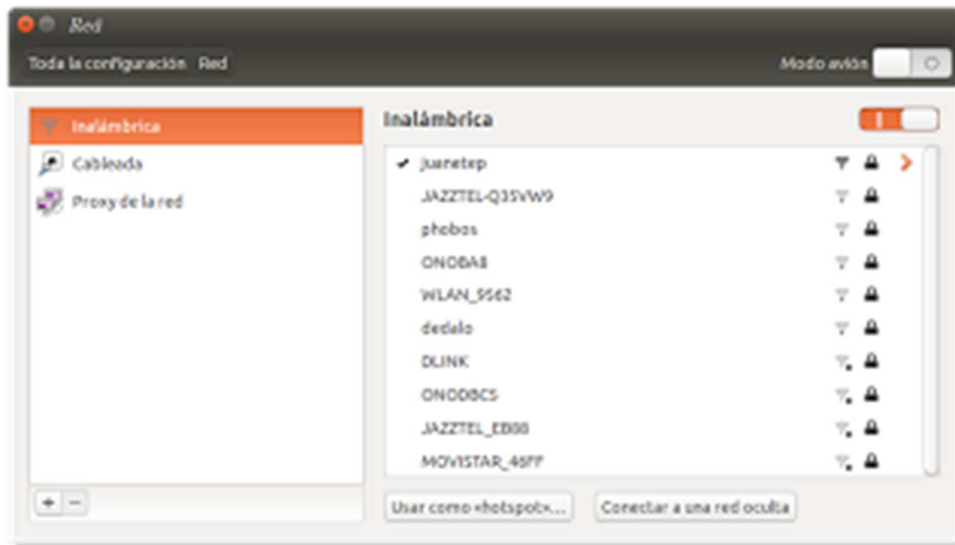 Red
Toda la configuración Red
Modo avión
Inalámbrica
Cableada
Proxy de la red
Inalámbrica
juanetep
JAZZTEL-Q35VW9
phobos
ONOBA8
WLAN_9562
dedalo
DLINK
ONODBC5
JAZZTEL_EB88
MOVISTAR_46FF
Usar como «hotspot»...
Conectar a una red oculta